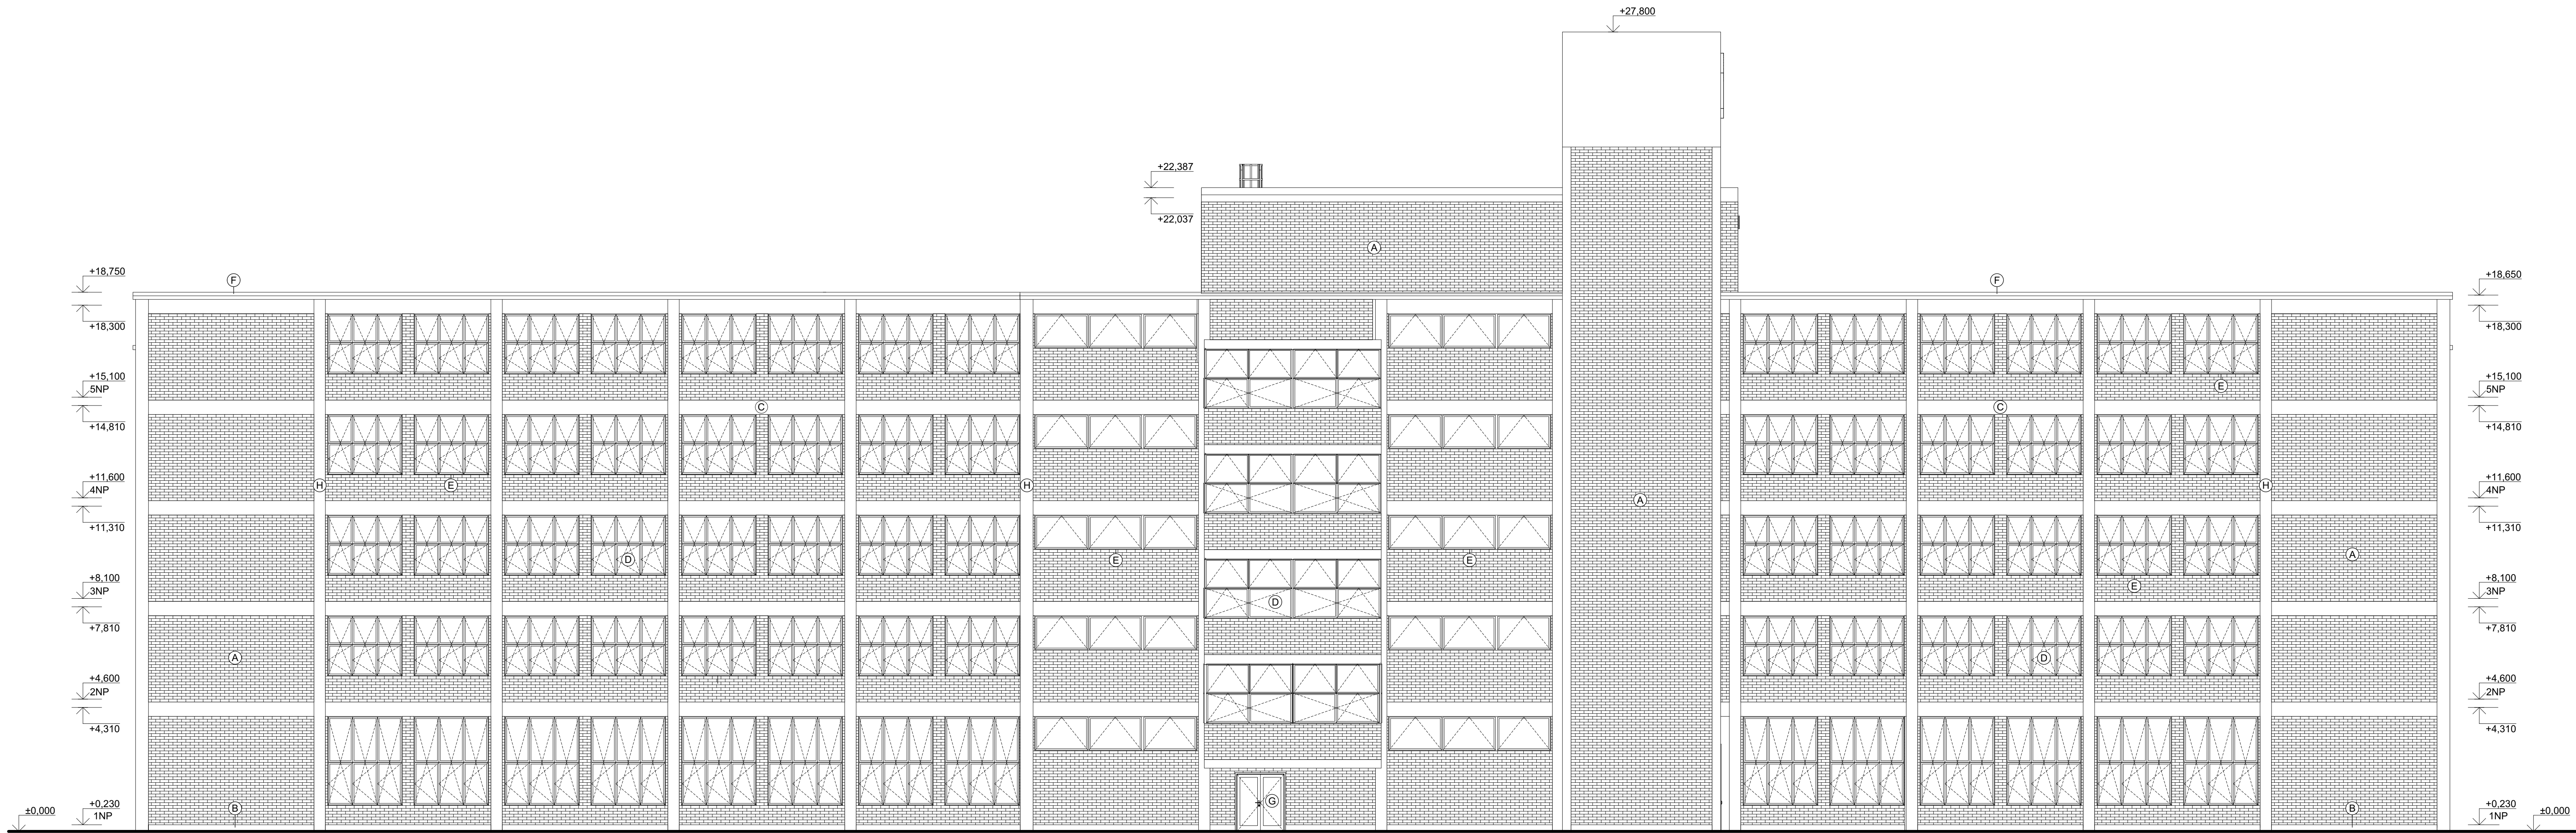 +27,800
+22,387
+22,037
A
+18,750
F
F
+18,650
+18,300
+18,300
+15,100
5NP
+15,100
5NP
E
C
C
+14,810
+14,810
+11,600
4NP
+11,600
4NP
H
E
H
A
H
+11,310
+11,310
D
E
E
A
+8,100
3NP
+8,100
3NP
E
D
+7,810
+7,810
A
D
+4,600
2NP
+4,600
2NP
+4,310
+4,310
±0,000
+0,230
1NP
B
G
B
+0,230
1NP
±0,000